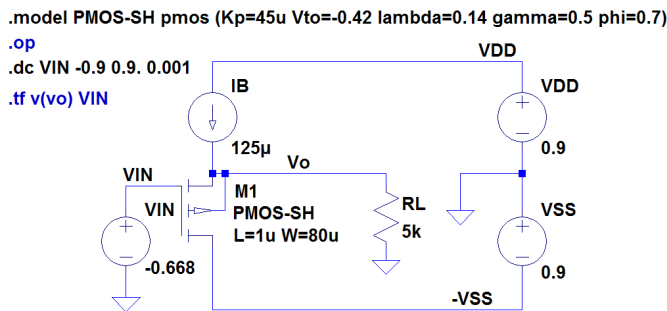 .model PMOS-SH pmos (Kp=45u Vto=-0.42 lambda=0.14 gamma=0.5 phi=0.7)
.op
.dc VIN -0.9 0.9. 0.001
.tf v(vo) VIN
VDD
IB
125µ
VDD
0.9
Vo
VIN
VIN
-0.668
M1
PMOS-SH
L=1u W=80u
RL
5k
VSS
0.9
-VSS